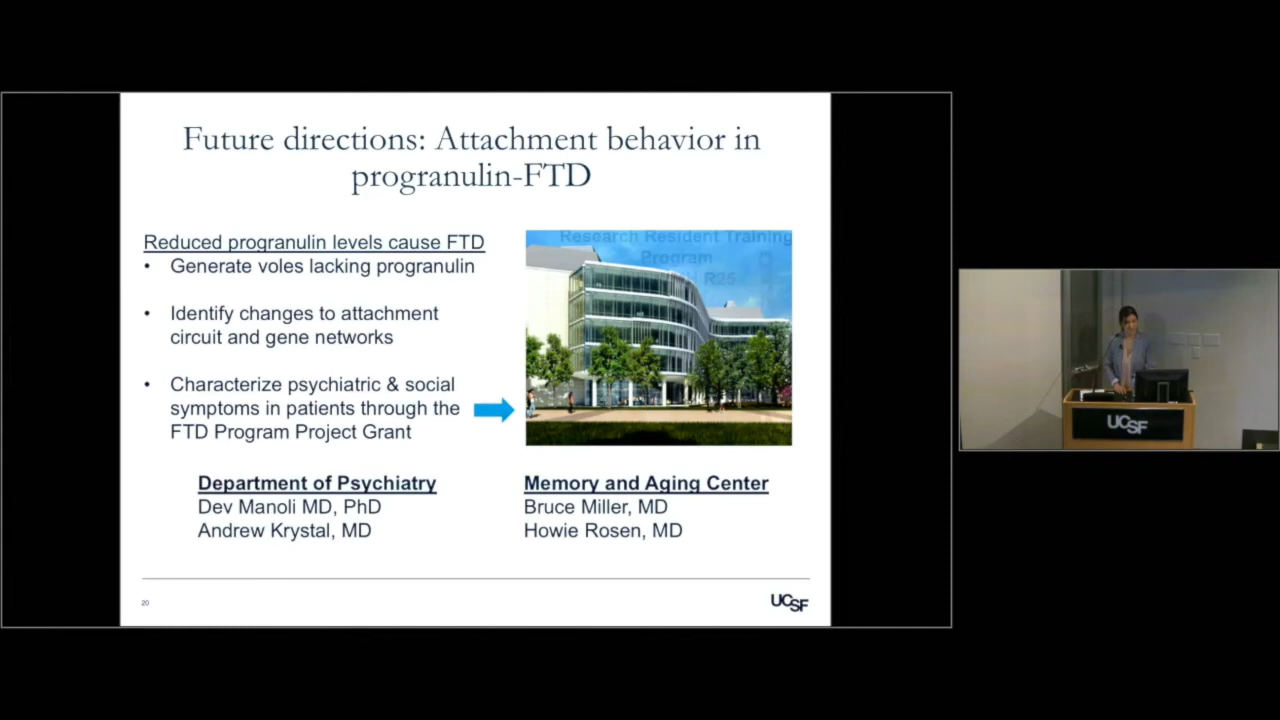 Future directions: Attachment behavior in
progranulin-FTD
Reduced progranulin levels cause FTD
• Generate voles lacking progranulin
• Identify changes to attachment
circuit and gene networks
• Characterize psychiatric & social
symptoms in patients through the
FTD Program Project Grant
Research Resident Training
Program
R25
Department of Psychiatry
Dev Manoli MD, PhD
Andrew Krystal, MD
Memory and Aging Center
Bruce Miller, MD
Howie Rosen, MD
20
UCSF
UCSF